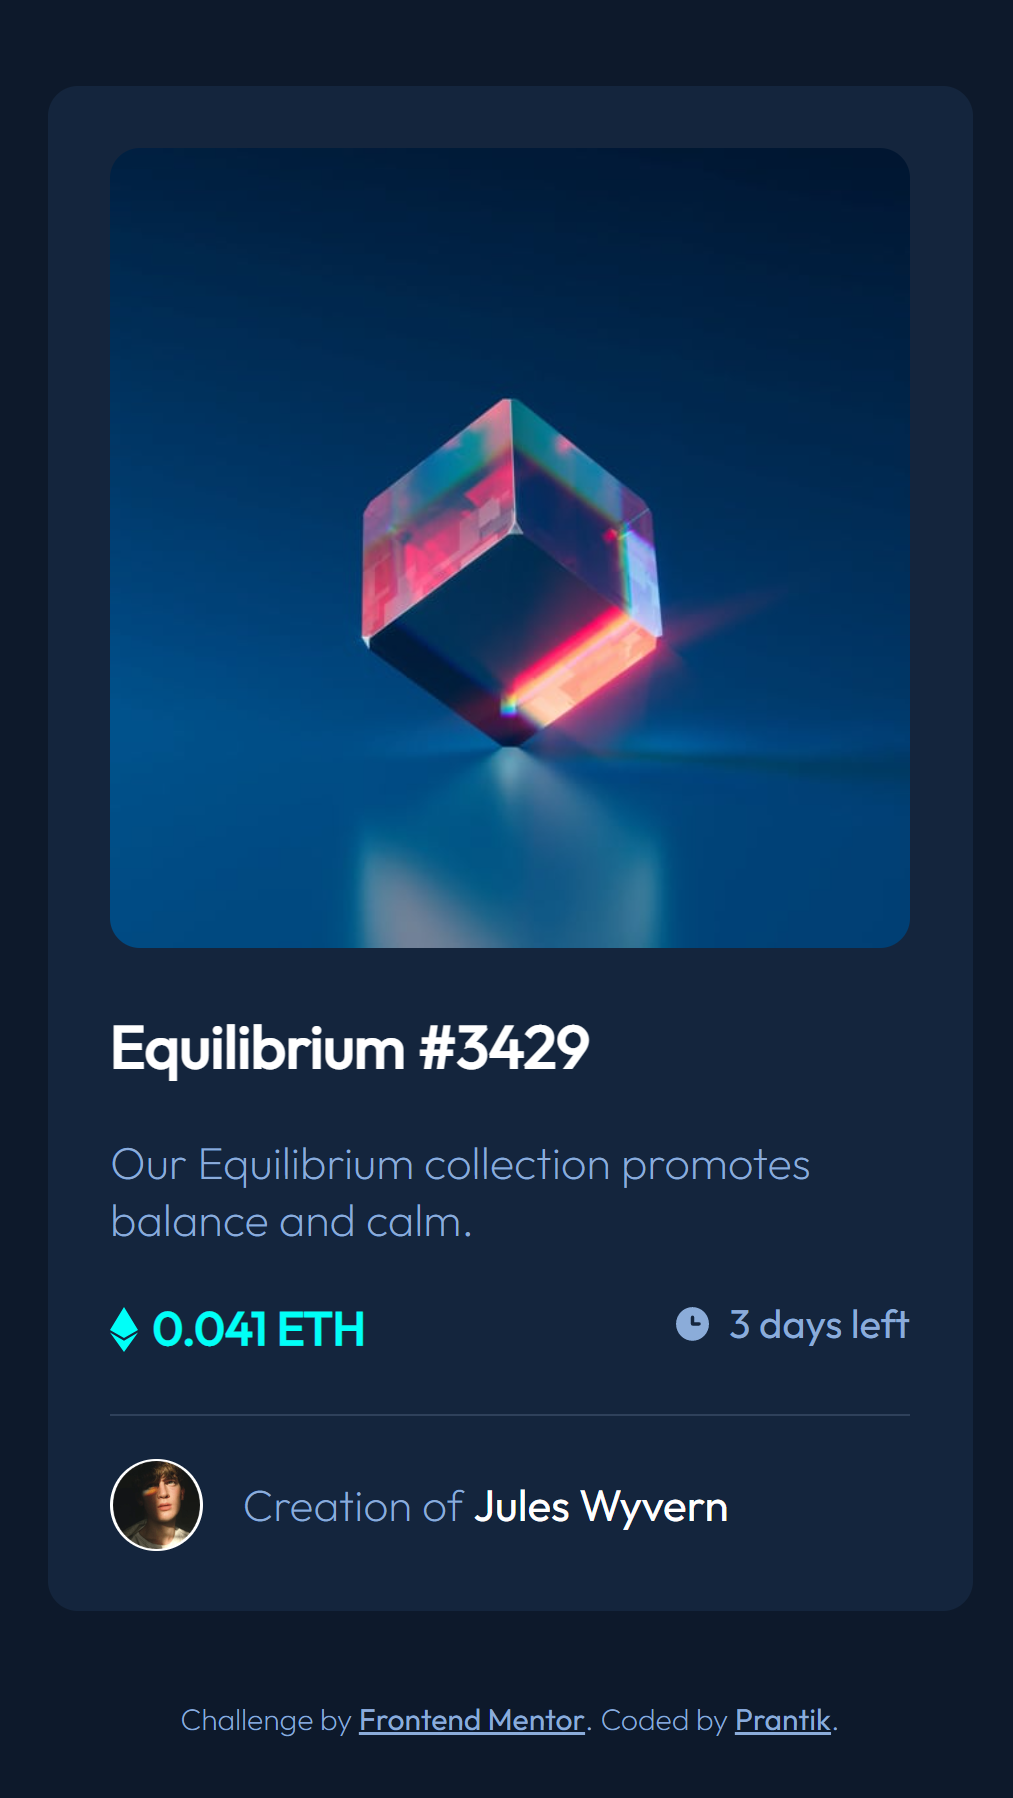 Equilibrium #3429
Our Equilibrium collection promotes
balance and calm.
0.041 ETH
3 days left
Creation of Jules Wyvern
Challenge by Frontend Mentor. Coded by Prantik.